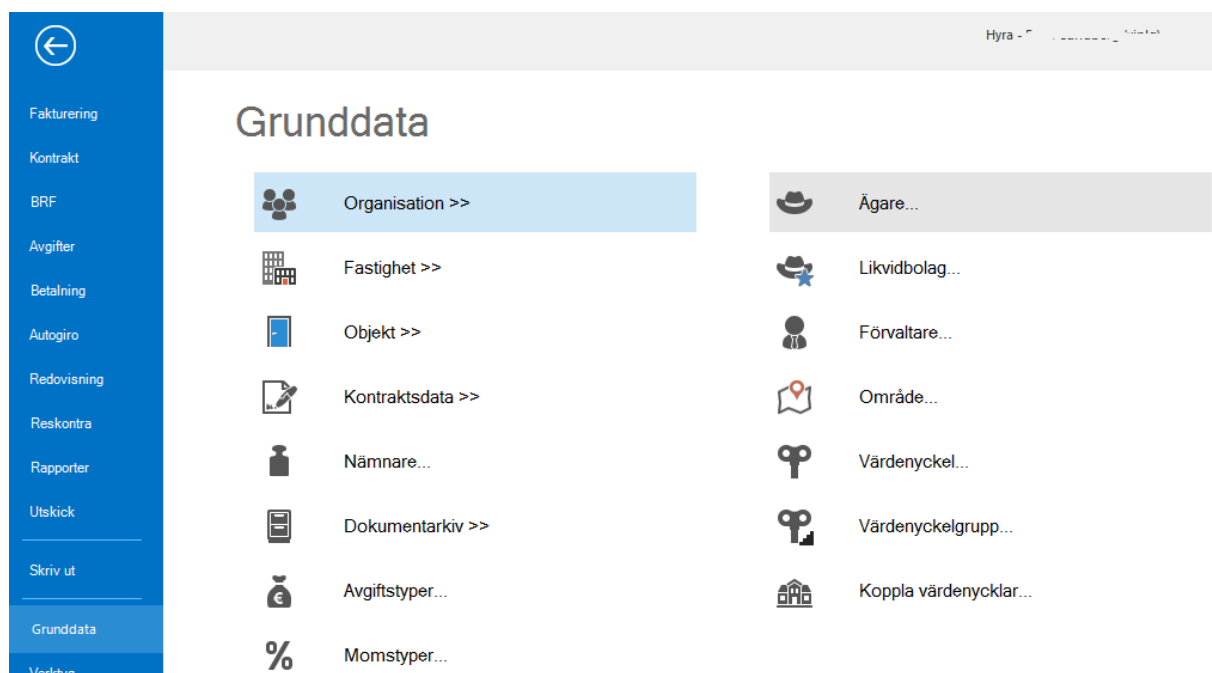 Hyra -
Fakturering
Kontrakt
BRF
Avgifter
Betalning
Autogiro
Redovisning
Reskontra
Rapporter
Utskick
Skriv ut
Grunddata
Verktyg
Grunddata
Organisation >>
Fastighet >>
Objekt >>
Kontraktsdata >>
Nämnare...
Dokumentarkiv >>
Avgiftstyper...
Momstyper...
Ägare...
Likvidbolag...
Förvaltare...
Område...
Värdenyckel...
Värdenyckelgrupp...
Koppla värdenycklar...